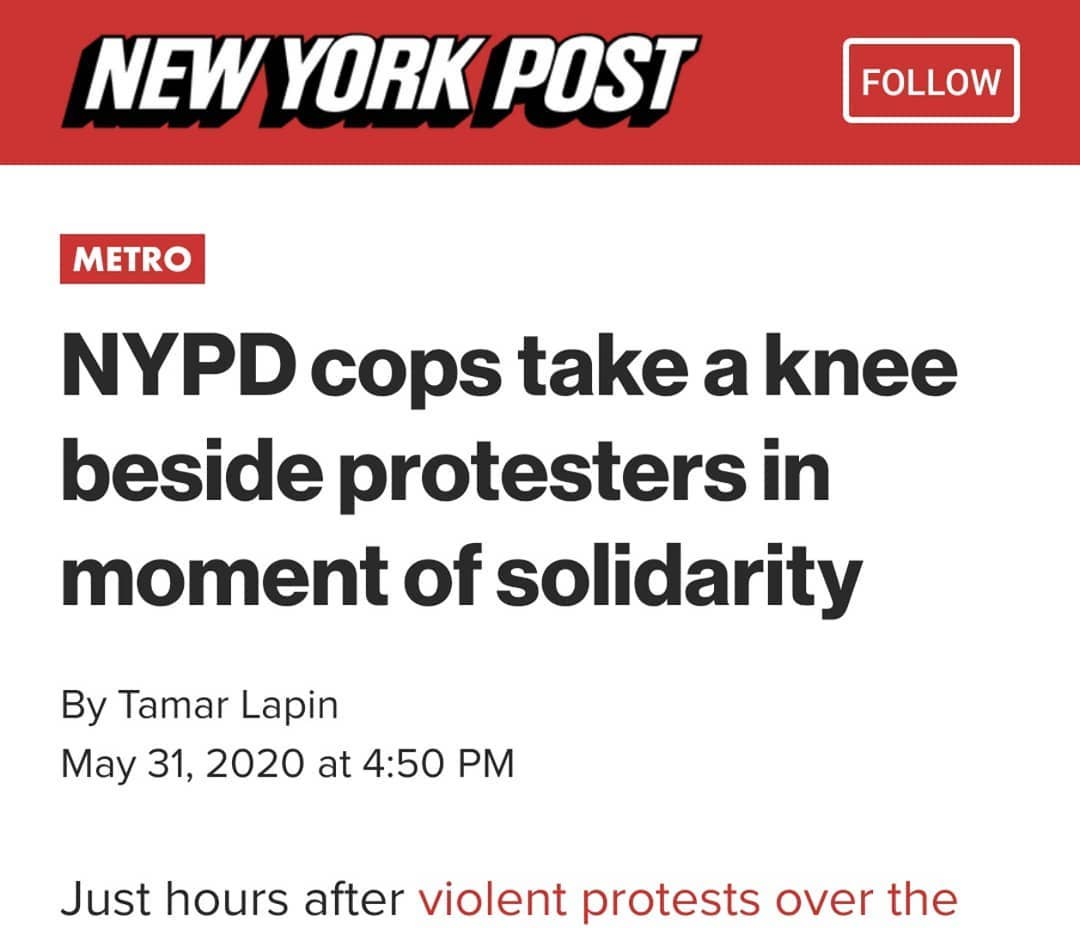 NEW YORK POST
FOLLOW
METRO
NYPD cops take a knee
beside protesters in
moment of solidarity
By Tamar Lapin
May 31, 2020 at 4:50 PM
Just hours after violent protests over the